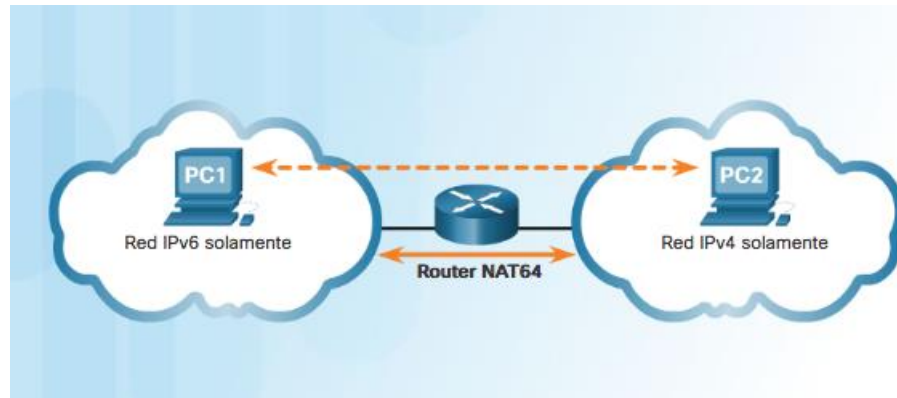 PC1
PC2
Red IPv6 solamente
Red IPv4 solamente
Router NAT64